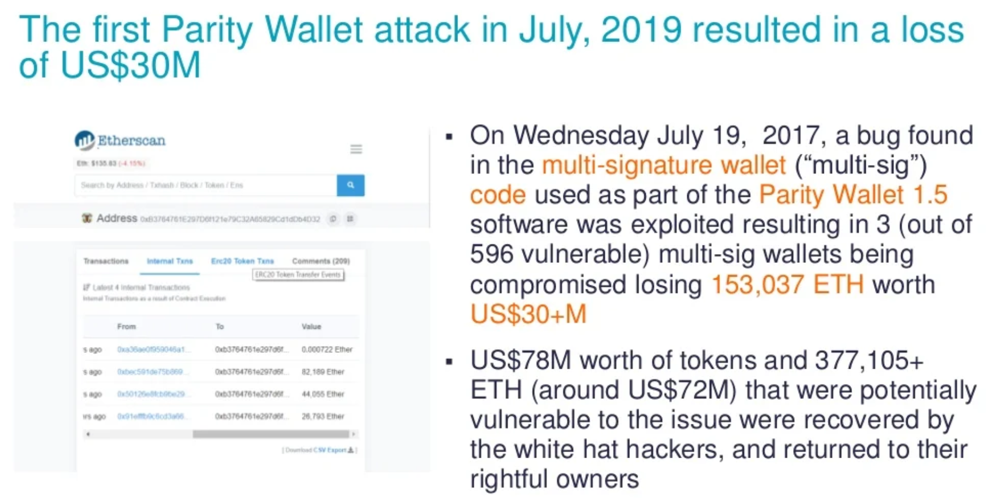 The first Parity Wallet attack in July, 2019 resulted in a loss
of US$30M
Etherscan
Eth: $135.83 (-4.15%)
Search by Address / Txhash / Block / Token / Ens
Address
Transactions Internal Txns Erc20 Token Txns Comments (209)
ERC20 Token Transfer Events
Latest 4 Internal Transactions
Internal Transactions as a result of Contract Execution
From To Value
s ago 0xb3764761e297d6f... 0.000722 Ether
s ago 0xbec591de75b869... 0xb3764761e297d6f... 82,189 Ether
s ago 0x50126e8fcb9be29... 0xb3764761e297d6f... 44,055 Ether
irs ago 0xb3764761e297d6f... 26,793 Ether
[ Download CSV Export ]
▪ On Wednesday July 19, 2017, a bug found
in the multi-signature wallet (“multi-sig”)
code used as part of the Parity Wallet 1.5
software was exploited resulting in 3 (out of
596 vulnerable) multi-sig wallets being
compromised losing 153,037 ETH worth
US$30+M
▪ US$78M worth of tokens and 377,105+
ETH (around US$72M) that were potentially
vulnerable to the issue were recovered by
the white hat hackers, and returned to their
rightful owners